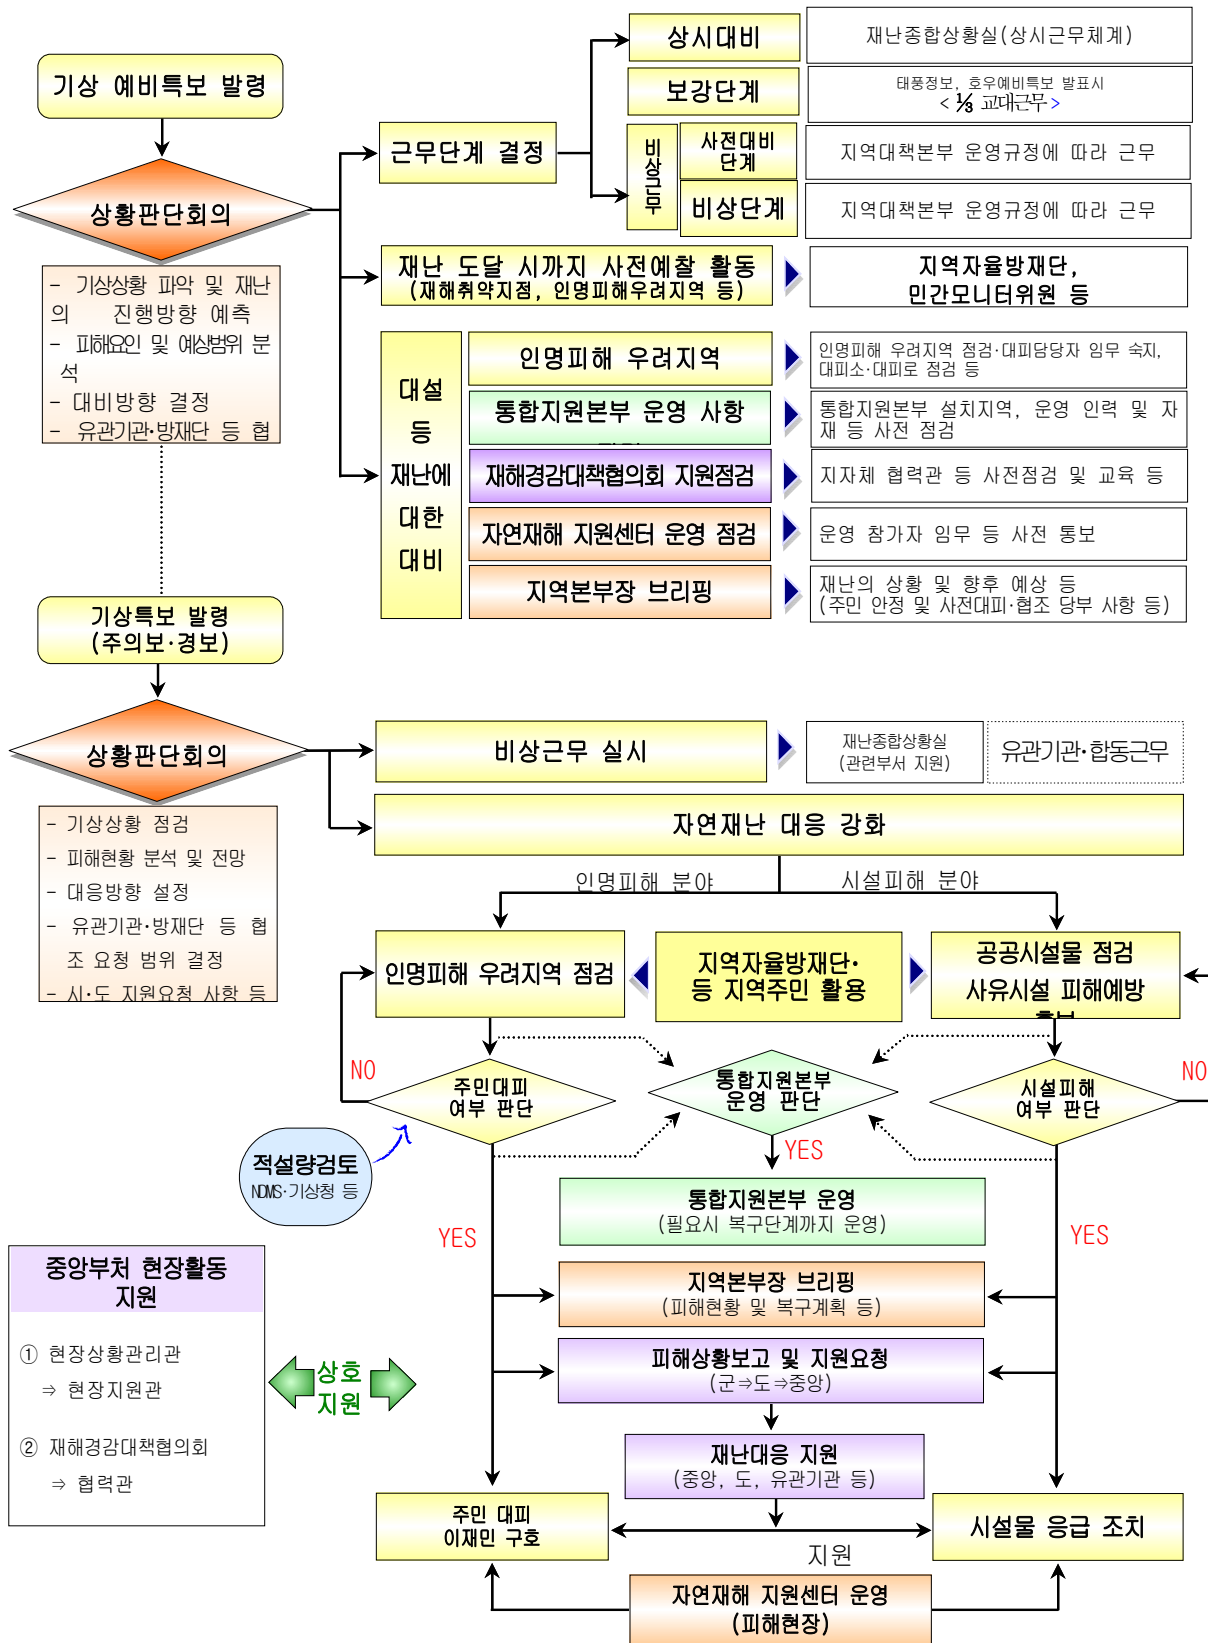 기상 예비특보 발령
상황판단회의
- 기상상황 파악 및 재난
의 진행방향 예측
- 피해요인 및 예상범위 분
석
- 대비방향 결정
- 유관기관·방재단 등 협
근무단계 결정
상시대비
재난종합상황실(상시근무체계)
보강단계
태풍정보, 호우예비특보 발표시
< ⅓ 교대근무 >
비상근무
사전대비
단계
지역대책본부 운영규정에 따라 근무
비상단계
지역대책본부 운영규정에 따라 근무
재난 도달 시까지 사전예찰 활동
(재해취약지점, 인명피해우려지역 등)
지역자율방재단,
민간모니터위원 등
대설
등
재난에
대한
대비
인명피해 우려지역
인명피해 우려지역 점검·대피담당자 임무 숙지,
대피소·대피로 점검 등
통합지원본부 운영 사항
통합지원본부 설치지역, 운영 인력 및 자
재 등 사전 점검
재해경감대책협의회 지원점검
지자체 협력관 등 사전점검 및 교육 등
자연재해 지원센터 운영 점검
운영 참가자 임무 등 사전 통보
지역본부장 브리핑
재난의 상황 및 향후 예상 등
(주민 안정 및 사전대피·협조 당부 사항 등)
기상특보 발령
(주의보·경보)
상황판단회의
- 기상상황 점검
- 피해현황 분석 및 전망
- 대응방향 설정
- 유관기관·방재단 등 협
조 요청 범위 결정
- 시·도 지원요청 사항 등
비상근무 실시
재난종합상황실
(관련부서 지원)
유관기관·합동근무
자연재난 대응 강화
인명피해 분야
시설피해 분야
인명피해 우려지역 점검
지역자율방재단·
등 지역주민 활용
공공시설물 점검
사유시설 피해예방
NO
주민대피
여부 판단
통합지원본부
운영 판단
시설피해
여부 판단
NO
적설량검토
NDMS·기상청 등
YES
YES
YES
통합지원본부 운영
(필요시 복구단계까지 운영)
지역본부장 브리핑
(피해현황 및 복구계획 등)
피해상황보고 및 지원요청
(군⇒도⇒중앙)
재난대응 지원
(중앙, 도, 유관기관 등)
중앙부처 현장활동
지원
① 현장상황관리관
⇒ 현장지원관
② 재해경감대책협의회
⇒ 협력관
상호
지원
주민 대피
이재민 구호
지원
시설물 응급 조치
자연재해 지원센터 운영
(피해현장)